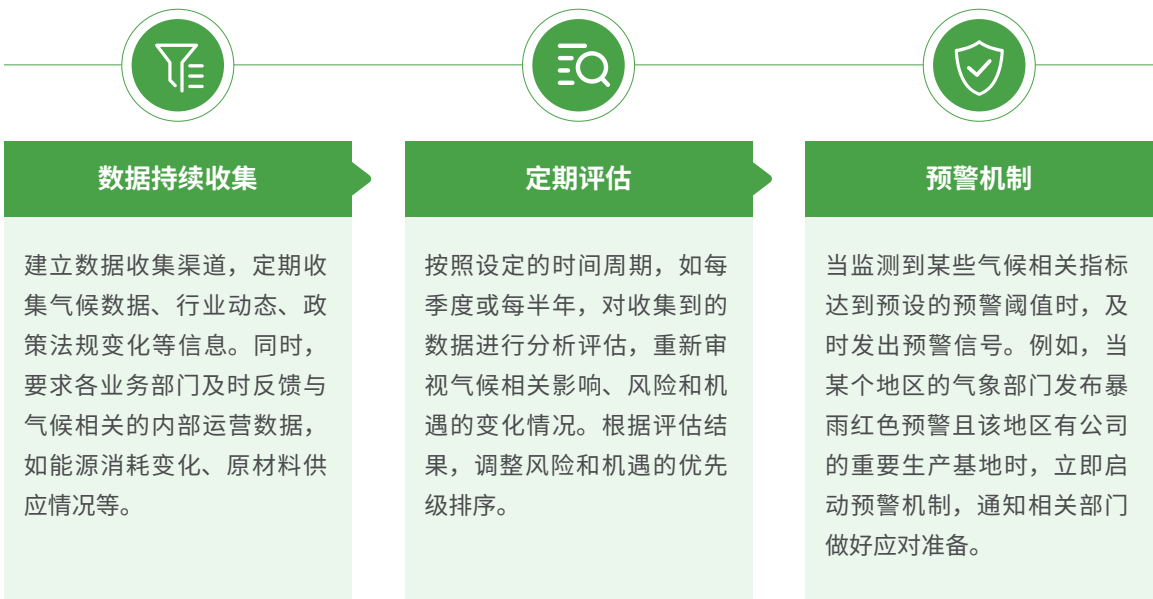 数据持续收集
建立数据收集渠道，定期收
集气候数据、行业动态、政
策法规变化等信息。同时，
要求各业务部门及时反馈与
气候相关的内部运营数据，
如能源消耗变化、原材料供
应情况等。
定期评估
按照设定的时间周期，如每
季度或每半年，对收集到的
数据进行分析评估，重新审
视气候相关影响、风险和机
遇的变化情况。根据评估结
果，调整风险和机遇的优先
级排序。
预警机制
当监测到某些气候相关指标
达到预设的预警阈值时，及
时发出预警信号。例如，当
某个地区的气象部门发布暴
雨红色预警且该地区有公司
的重要生产基地时，立即启
动预警机制，通知相关部门
做好应对准备。